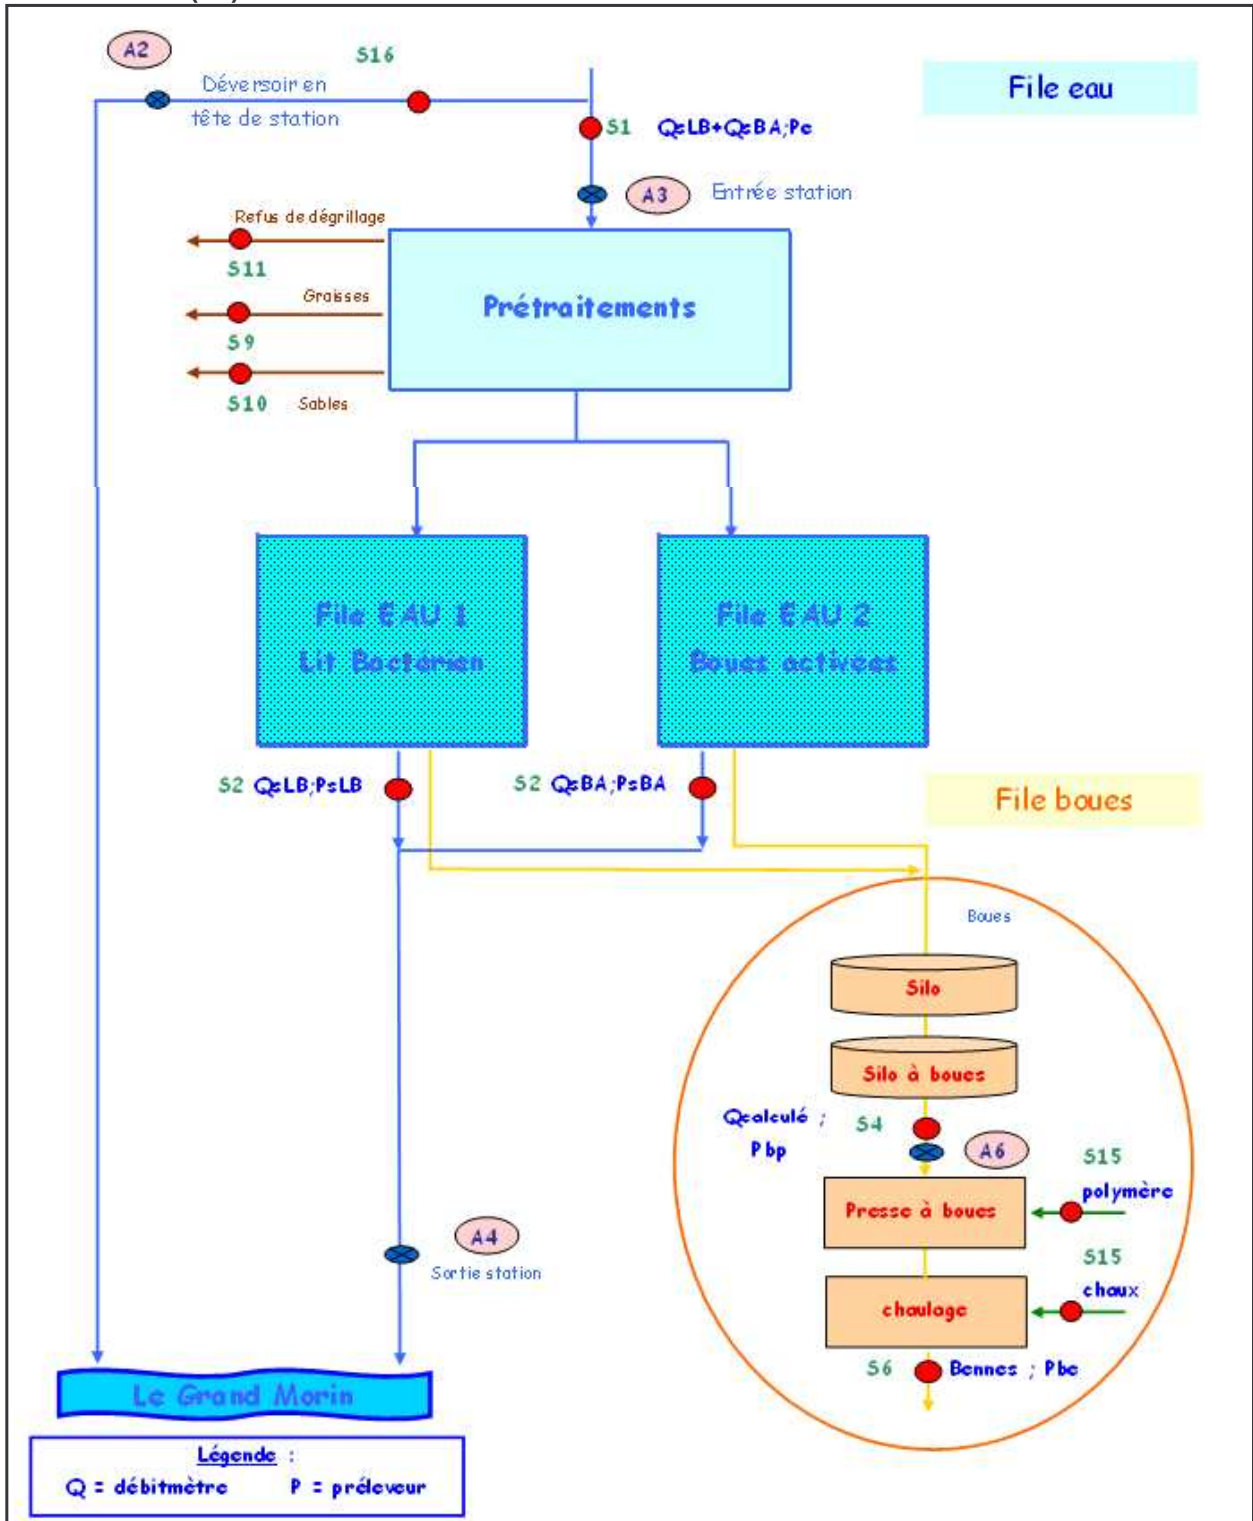 A2
S16
Déversoir en
tête de station
File eau
S1 QsLB+QsBA;Pe
A3 Entrée station
Refus de dégrillage
S11
Graisses
S9
S10 Sables
Prétraitements
File EAU 1
Lit Bactérien
File EAU 2
Boues activées
S2 QsLB;PsLB
S2 QsBA;PsBA
File boues
Boues
Silo
Silo à boues
Qcalculé ;
Pbp
S4
A6
S15
polymère
Presse à boues
S15
chaux
chaulage
S6 Bennes ; Pbe
A4
Sortie station
Le Grand Morin
Légende :
Q = débitmètre P = préleveur